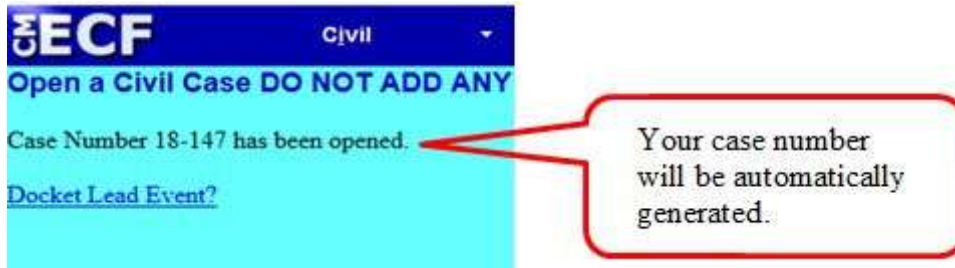 CM ECF Civil
Open a Civil Case DO NOT ADD ANY
Case Number 18-147 has been opened.
Docket Lead Event?
Your case number
will be automatically
generated.